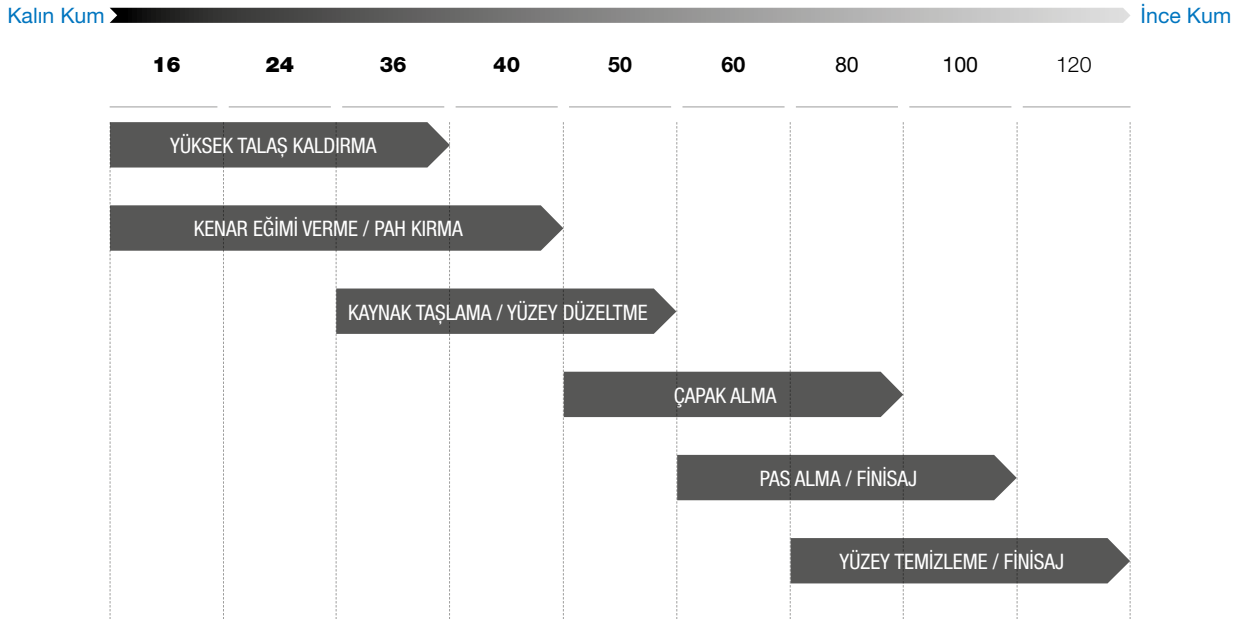 Kalın Kum İnce Kum
16 24 36 40 50 60 80 100 120
YÜKSEK TALAŞ KALDIRMA
KENAR EĞİMİ VERME / PAH KIRMA
KAYNAK TAŞLAMA / YÜZEY DÜZELTME
ÇAPAK ALMA
PAS ALMA / FİNİSAJ
YÜZEY TEMİZLEME / FİNİSAJ